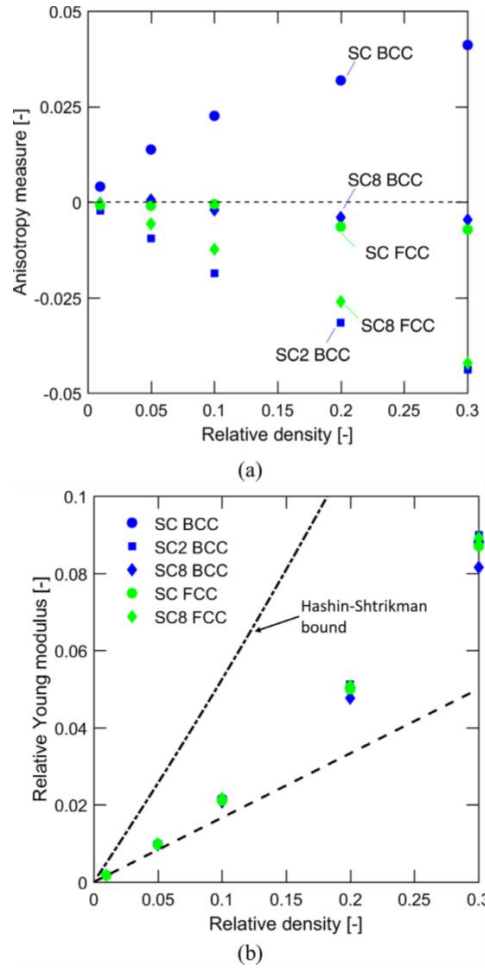 0.05
0.025
0
-0.025
-0.05
Anisotropy measure [-]
SC BCC
SC8 BCC
SC FCC
SC8 FCC
SC2 BCC
0 0.05 0.1 0.15 0.2 0.25 0.3
Relative density [-]
(a)
0.1
0.08
0.06
0.04
0.02
0
Relative Young modulus [-]
SC BCC
SC2 BCC
SC8 BCC
SC FCC
SC8 FCC
Hashin-Shtrikman
bound
0 0.05 0.1 0.15 0.2 0.25 0.3
Relative density [-]
(b)